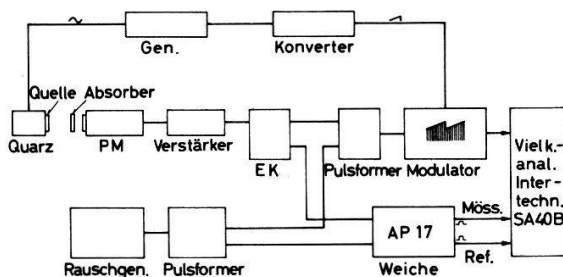 Gen.
Konverter
Quelle
Absorber
Quarz
PM
Verstärker
EK
Pulsformer
Modulator
Vielk.-
anal.
Inter-
techn.
SA40B
Rauschgen.
Pulsformer
AP 17
Weiche
Möss.
Ref.